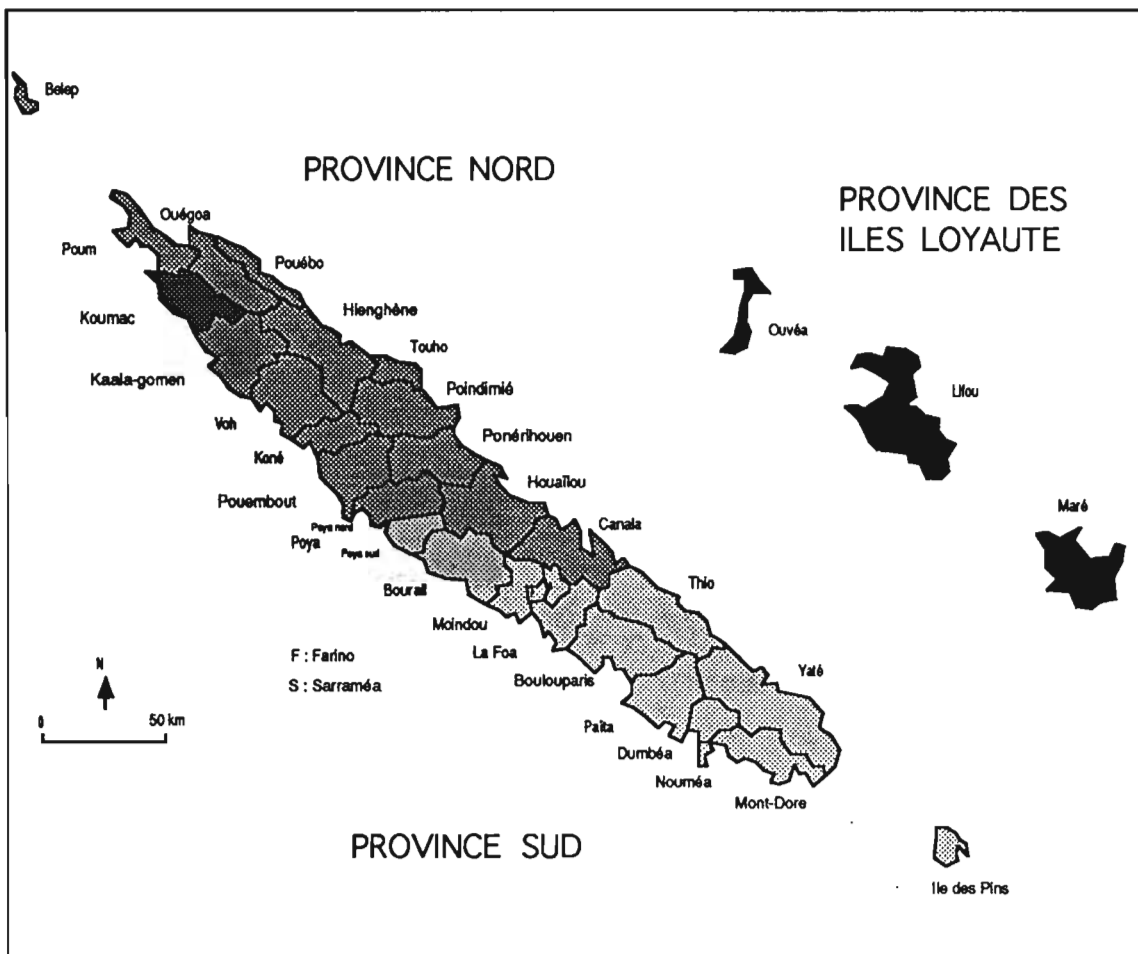 Belep
PROVINCE NORD
PROVINCE DES
ILES LOYAUTE
Ouégoa
Poum
Pouébo
Koumac
Hienghène
Ouvéa
Touho
Kaala-gomen
Poindimié
Lifou
Voh
Koné
Ponérihouen
Pouembout
Houaïlou
Poya nord
Poya
Poya sud
Canala
Maré
Bourail
Thio
Moindou
La Foa
F : Farino
S : Sarraméa
Boulouparis
Yaté
N
0 50 km
Païta
Dumbéa
Nouméa
Mont-Dore
PROVINCE SUD
Ile des Pins